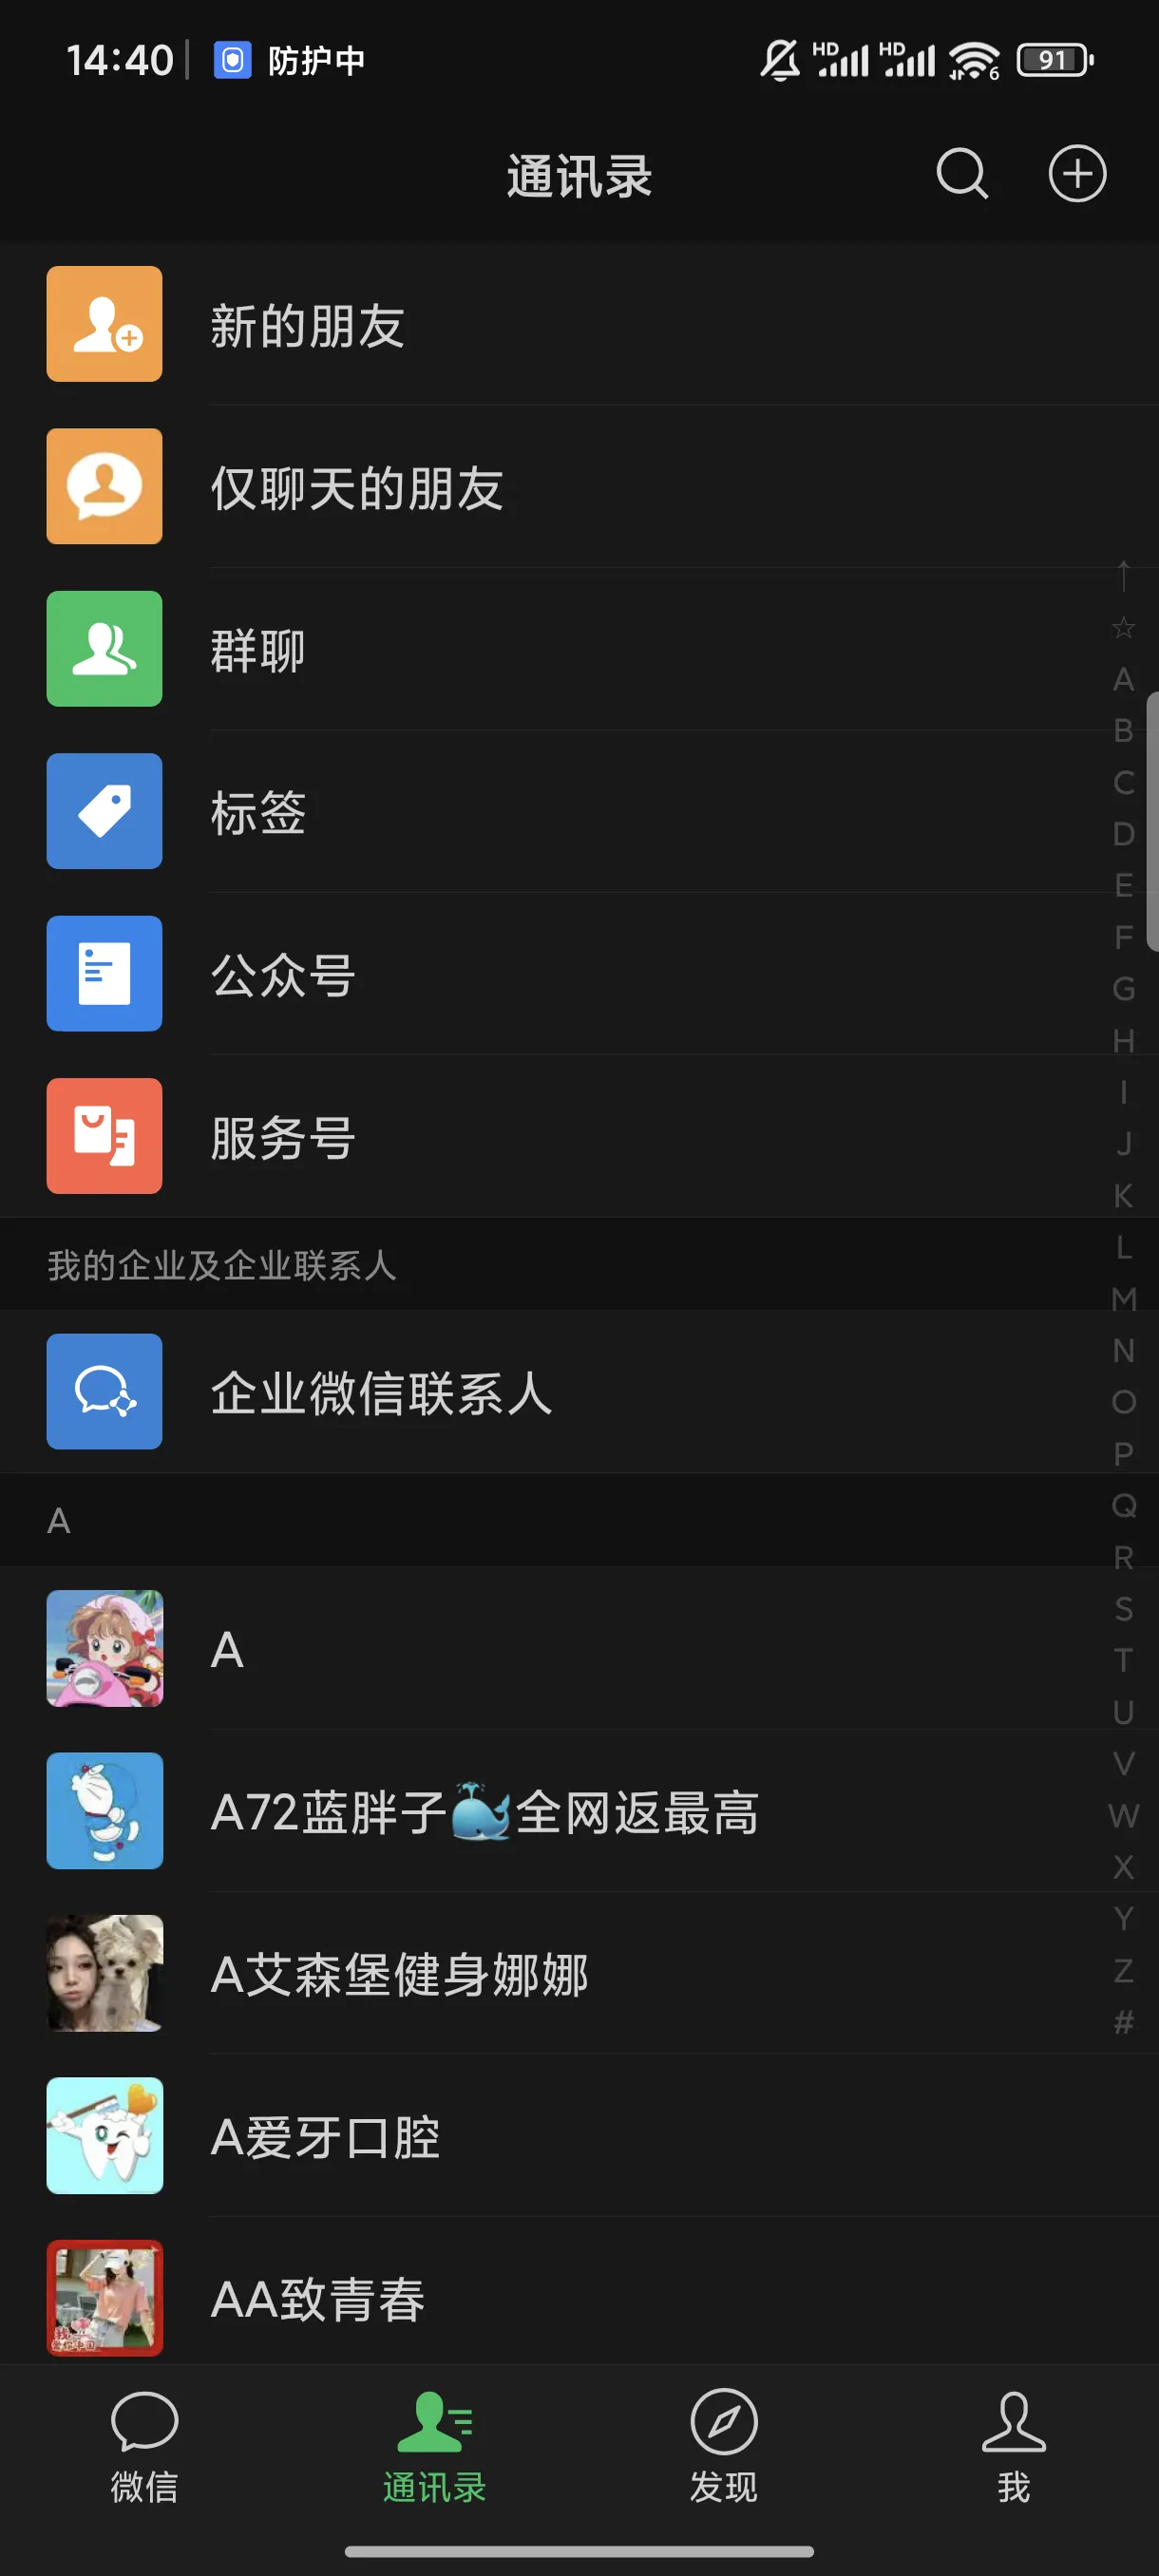 14:40 防护中 HD HD 6 91
通讯录
新的朋友
仅聊天的朋友
群聊
标签
公众号
服务号
我的企业及企业联系人
企业微信联系人
A
A
A72蓝胖子🐳全网返最高
A艾森堡健身娜娜
A爱牙口腔
AA致青春
↑
☆
A
B
C
D
E
F
G
H
I
J
K
L
M
N
O
P
Q
R
S
T
U
V
W
X
Y
Z
#
微信 通讯录 发现 我